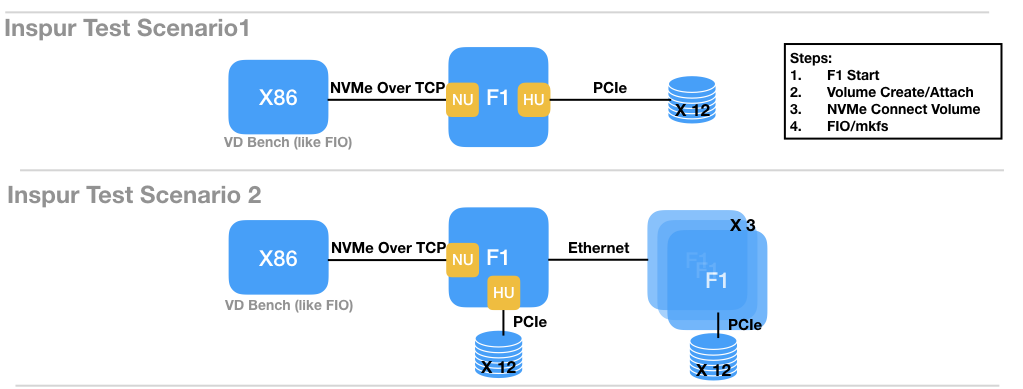 Inspur Test Scenario1
X86
NVMe Over TCP
NU
F1
HU
PCIe
X 12
VD Bench (like FIO)
Steps:
1. F1 Start
2. Volume Create/Attach
3. NVMe Connect Volume
4. FIO/mkfs
Inspur Test Scenario 2
X86
NVMe Over TCP
NU
F1
HU
Ethernet
X 3
F1
F1
F1
VD Bench (like FIO)
PCIe
X 12
PCIe
X 12